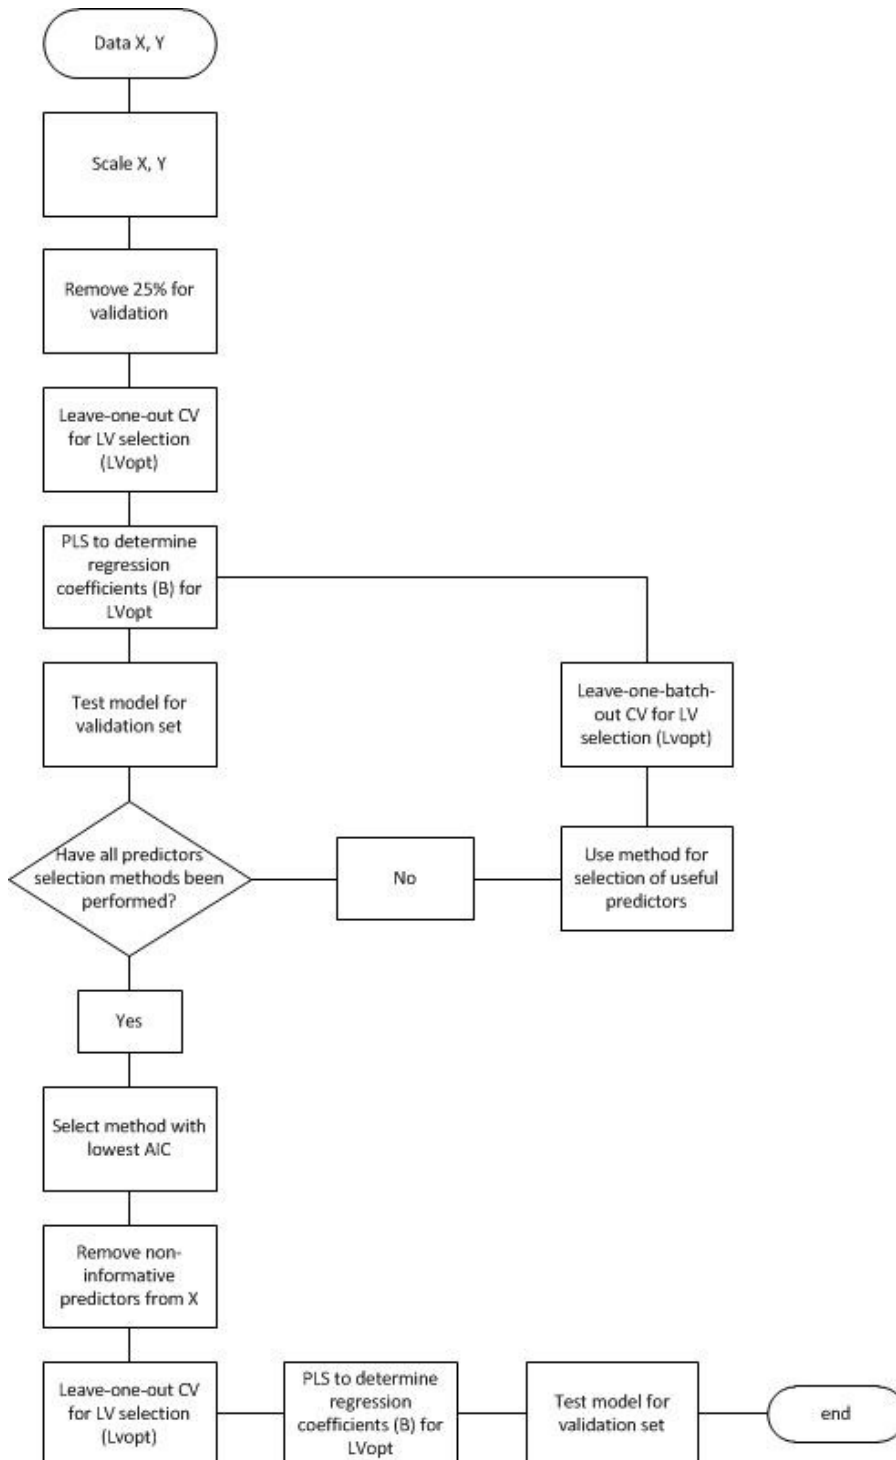 Data X, Y
Scale X, Y
Remove 25% for
validation
Leave-one-out CV
for LV selection
(LVopt)
PLS to determine
regression
coefficients (B) for
LVopt
Test model for
validation set
Leave-one-batch-
out CV for LV
selection (Lvopt)
Have all predictors
selection methods been
performed?
No
Use method for
selection of useful
predictors
Yes
Select method with
lowest AIC
Remove non-
informative
predictors from X
Leave-one-out CV
for LV selection
(Lvopt)
PLS to determine
regression
coefficients (B) for
LVopt
Test model for
validation set
end